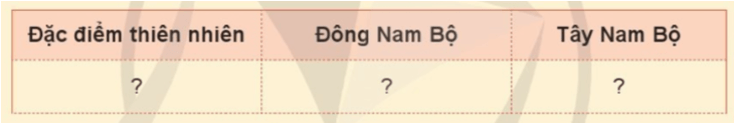 Đặc điểm thiên nhiên Đông Nam Bộ Tây Nam Bộ
? ? ?